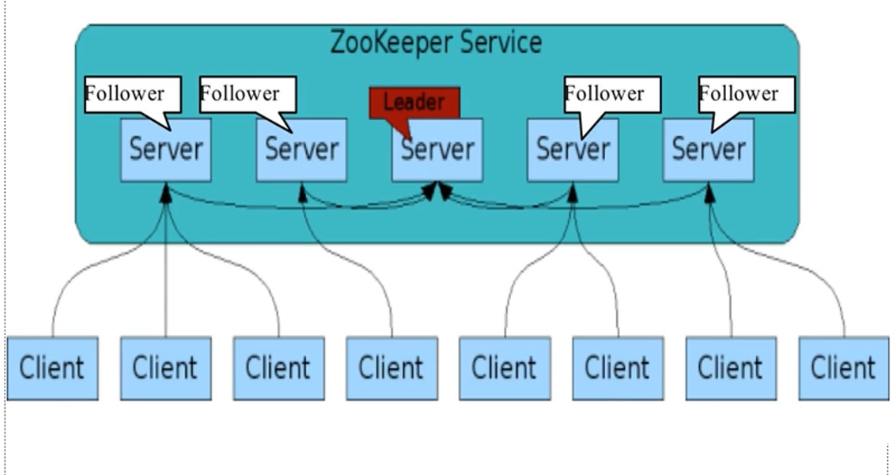 ZooKeeper Service
Follower
Follower
Leader
Follower
Follower
Server
Server
Server
Server
Server
Client
Client
Client
Client
Client
Client
Client
Client